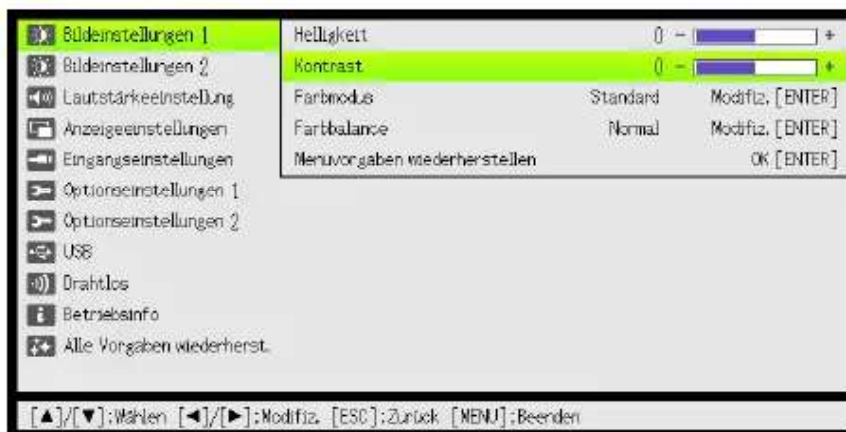 Bildeinstellungen 1
Bildeinstellungen 2
Lautstärkeeinstellung
Anzeigeeinstellungen
Eingangseinstellungen
Optionseinstellungen 1
Optionseinstellungen 2
USB
Drahtlos
Betriebsinfo
Alle Vorgaben wiederherst.
Helligkeit 0 - +
Kontrast 0 - +
Farbmodus Standard Modifiz. [ENTER]
Farbbalance Normal Modifiz. [ENTER]
Menüvorgaben wiederherstellen OK [ENTER]
[▲]/[▼]:Wählen [◀]/[▶]:Modifiz. [ESC]:Zurück [MENU]:Beenden